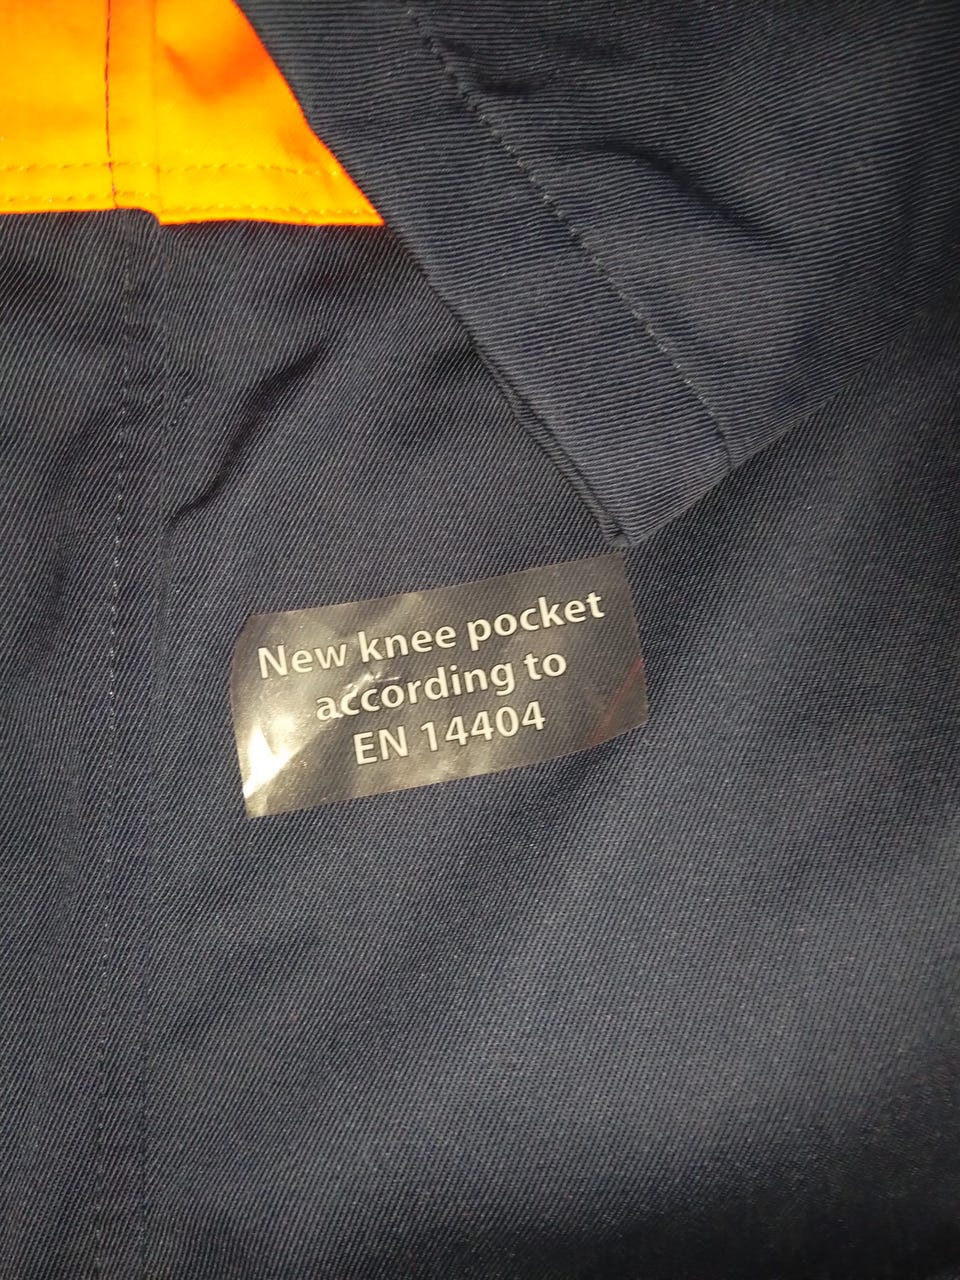 New knee pocket
according to
EN 14404